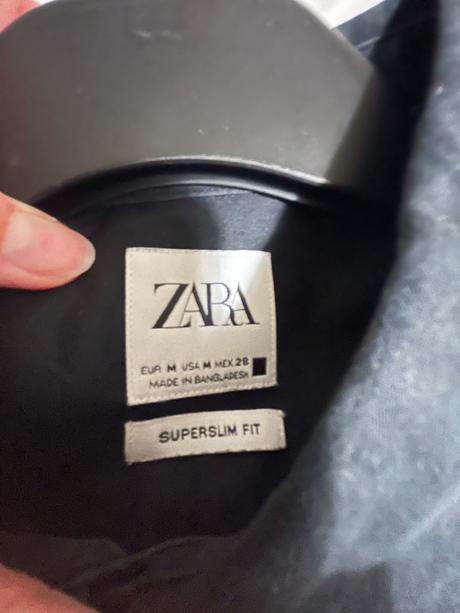 ZARA
EUR M USA M MEX 28
MADE IN BANGLADESH
SUPERSLIM FIT